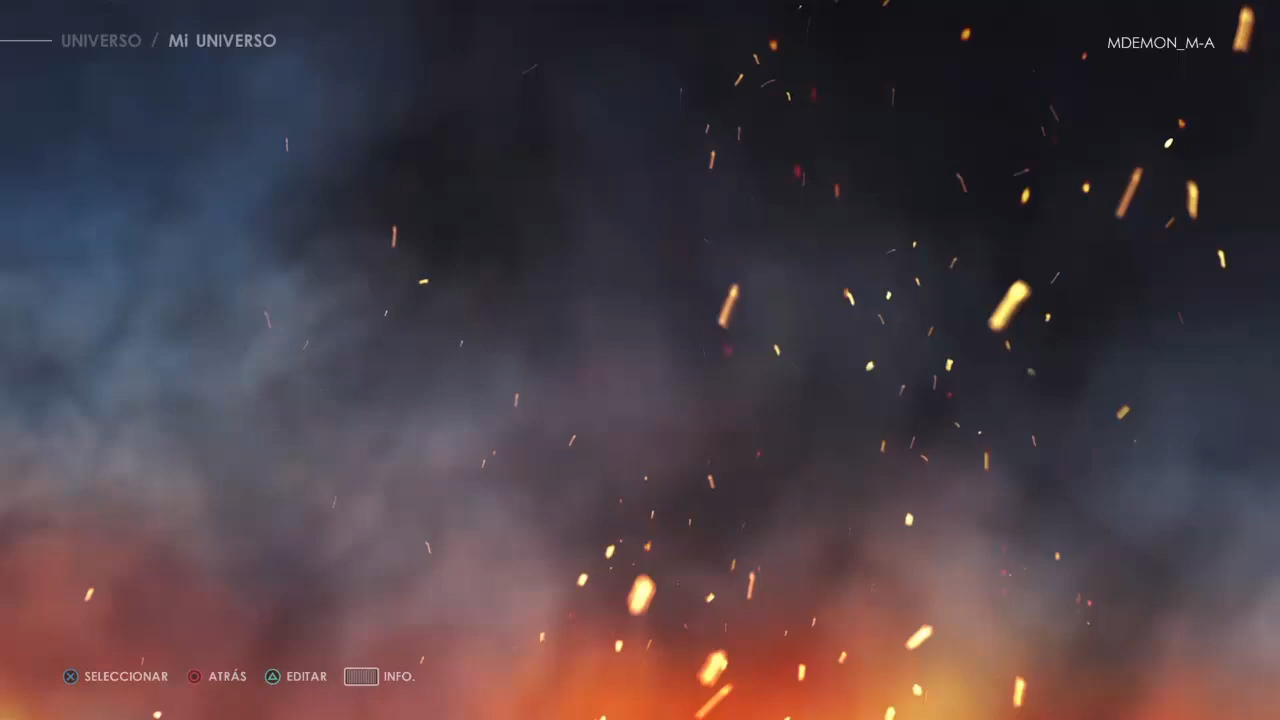 UNIVERSO / Mi UNIVERSO
MDEMON_M-A
SELECCIONAR ATRÁS EDITAR INFO.